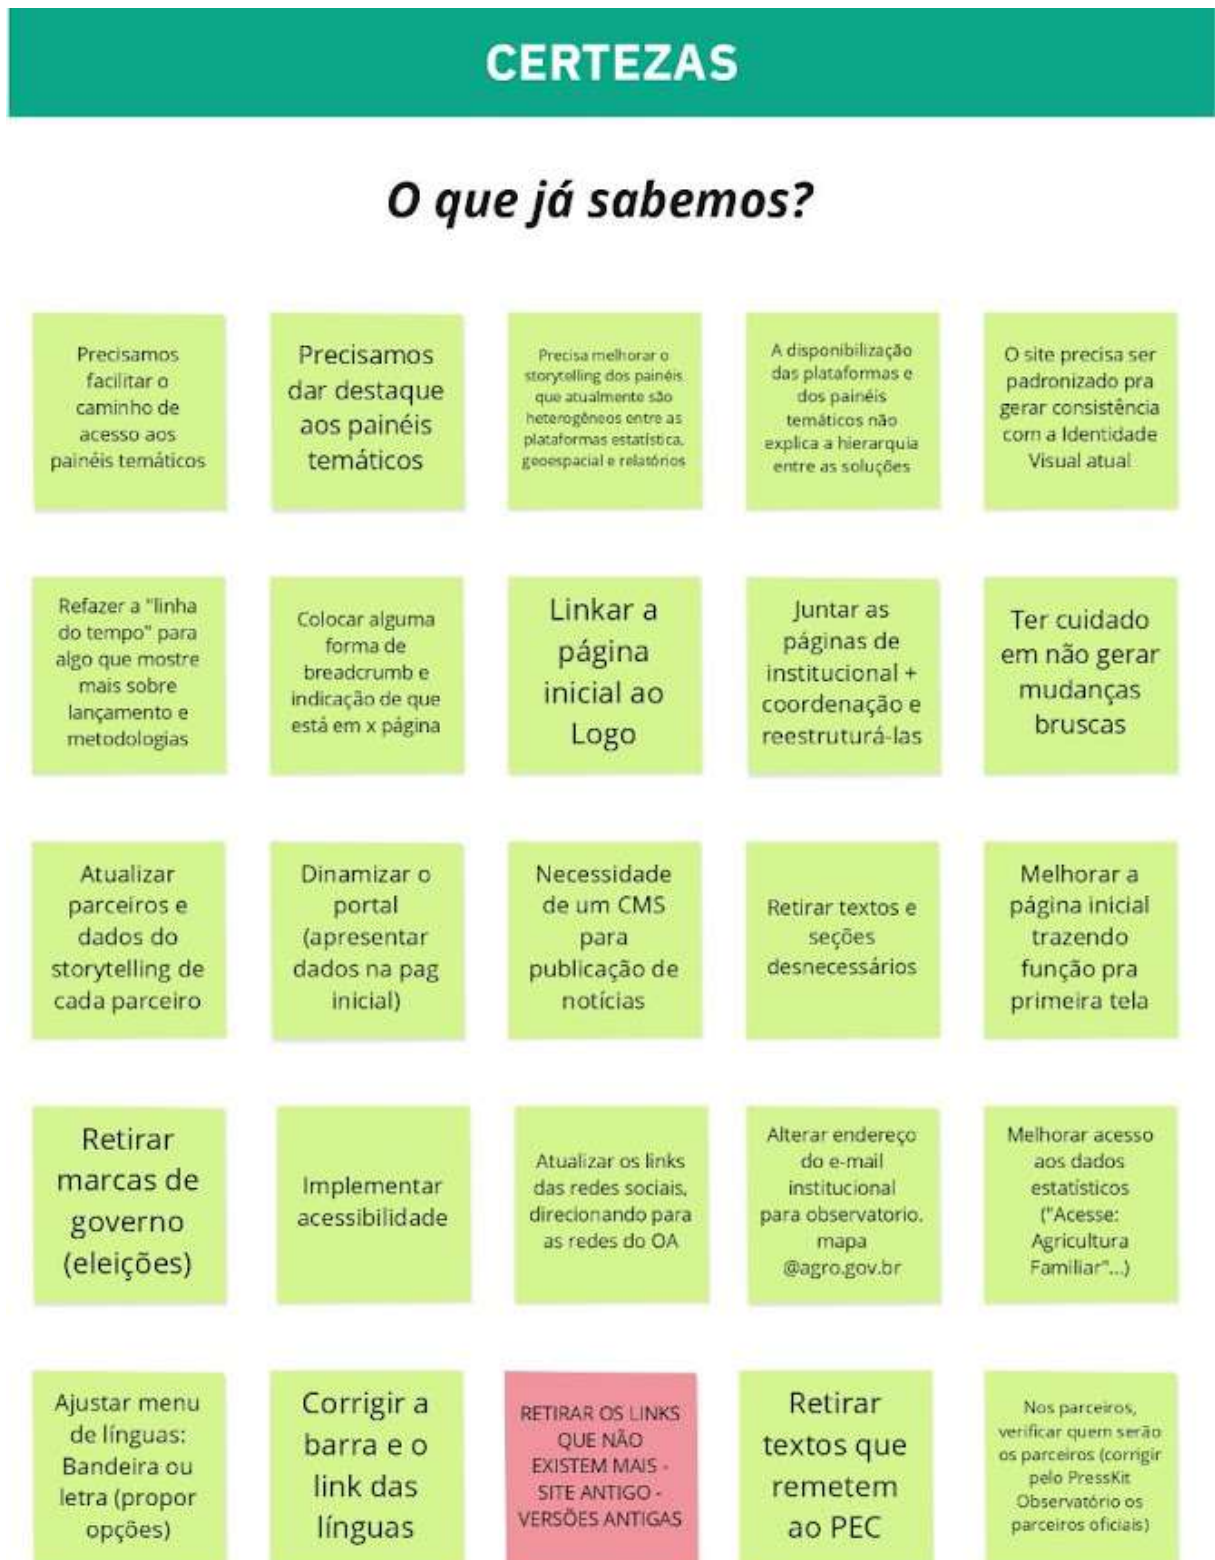 CERTEZAS
O que já sabemos?
Precisamos
facilitar o
caminho de
acesso aos
painéis temáticos
Precisamos
dar destaque
aos painéis
temáticos
Precisa melhorar o
storytelling dos painéis
que atualmente são
heterogêneos entre as
plataformas estatística,
geoespacial e relatórios
A disponibilização
das plataformas e
dos painéis
temáticos não
explica a hierarquia
entre as soluções
O site precisa ser
padronizado pra
gerar consistência
com a Identidade
Visual atual
Refazer a "linha
do tempo" para
algo que mostre
mais sobre
lançamento e
metodologias
Colocar alguma
forma de
breadcrumb e
indicação de que
está em x página
Linkar a
página
inicial ao
Logo
Juntar as
páginas de
institucional +
coordenação e
reestruturá-las
Ter cuidado
em não gerar
mudanças
bruscas
Atualizar
parceiros e
dados do
storytelling de
cada parceiro
Dinamizar o
portal
(apresentar
dados na pag
inicial)
Necessidade
de um CMS
para
publicação de
notícias
Retirar textos e
seções
desnecessários
Melhorar a
página inicial
trazendo
função pra
primeira tela
Retirar
marcas de
governo
(eleições)
Implementar
acessibilidade
Atualizar os links
das redes sociais,
direcionando para
as redes do OA
Alterar endereço
do e-mail
institucional
para observatorio.
mapa
@agro.gov.br
Melhorar acesso
aos dados
estatísticos
("Acesse:
Agricultura
Familiar"...)
Ajustar menu
de línguas:
Bandeira ou
letra (propor
opções)
Corrigir a
barra e o
link das
línguas
RETIRAR OS LINKS
QUE NÃO
EXISTEM MAIS -
SITE ANTIGO -
VERSÕES ANTIGAS
Retirar
textos que
remetem
ao PEC
Nos parceiros,
verificar quem serão
os parceiros (corrigir
pelo PressKit
Observatório os
parceiros oficiais)